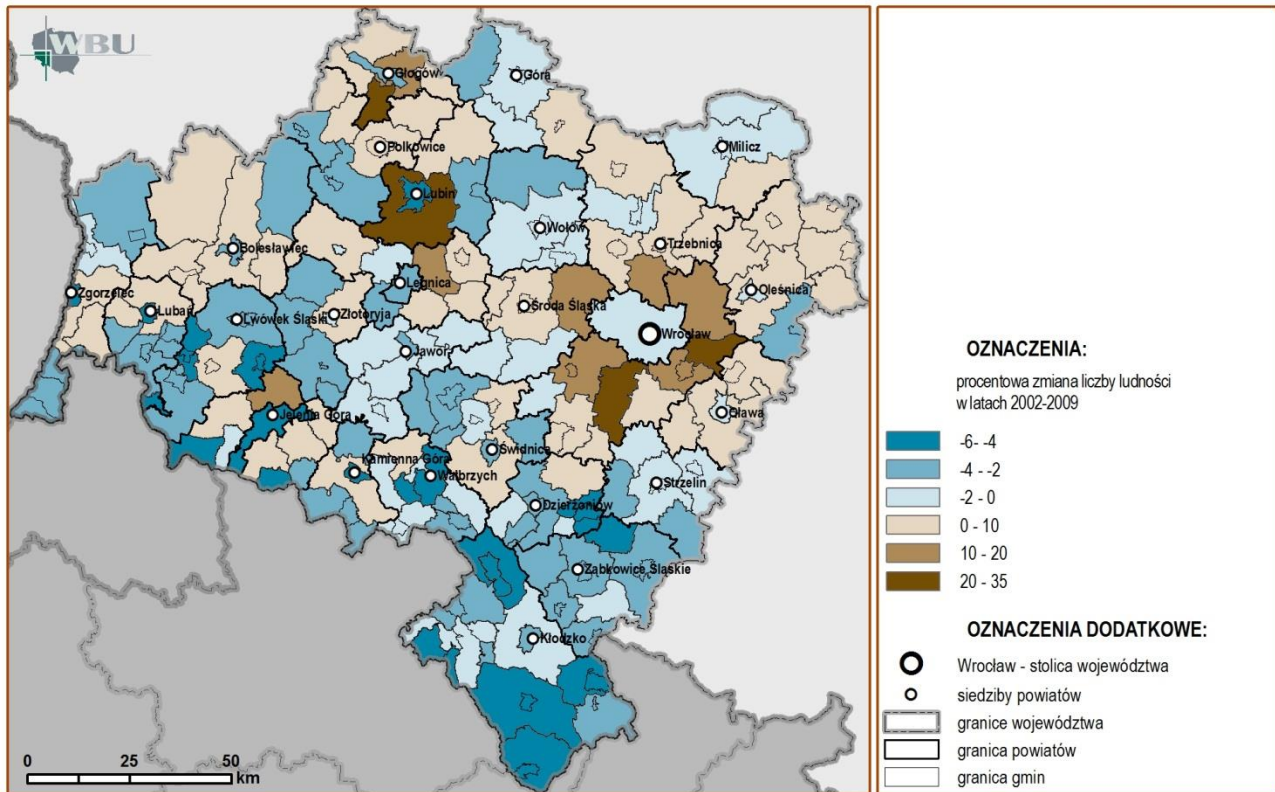 WBU
Głogów
Góra
Polkowice
Milicz
Lubin
Wołów
Trzebnica
Bolesławiec
Zgorzelec
Legnica
Oleśnica
Lubań
Lwówek Śląski
Złotoryja
Środa Śląska
Wrocław
Jawor
Jelenia Góra
Oława
Świdnica
Kamienna Góra
Wałbrzych
Strzelin
Dzierżoniów
Ząbkowice Śląskie
Kłodzko
0 25 50
km
OZNACZENIA:
procentowa zmiana liczby ludności
w latach 2002-2009
-6- -4
-4 - -2
-2 - 0
0 - 10
10 - 20
20 - 35
OZNACZENIA DODATKOWE:
Wrocław - stolica województwa
siedziby powiatów
granice województwa
granica powiatów
granica gmin